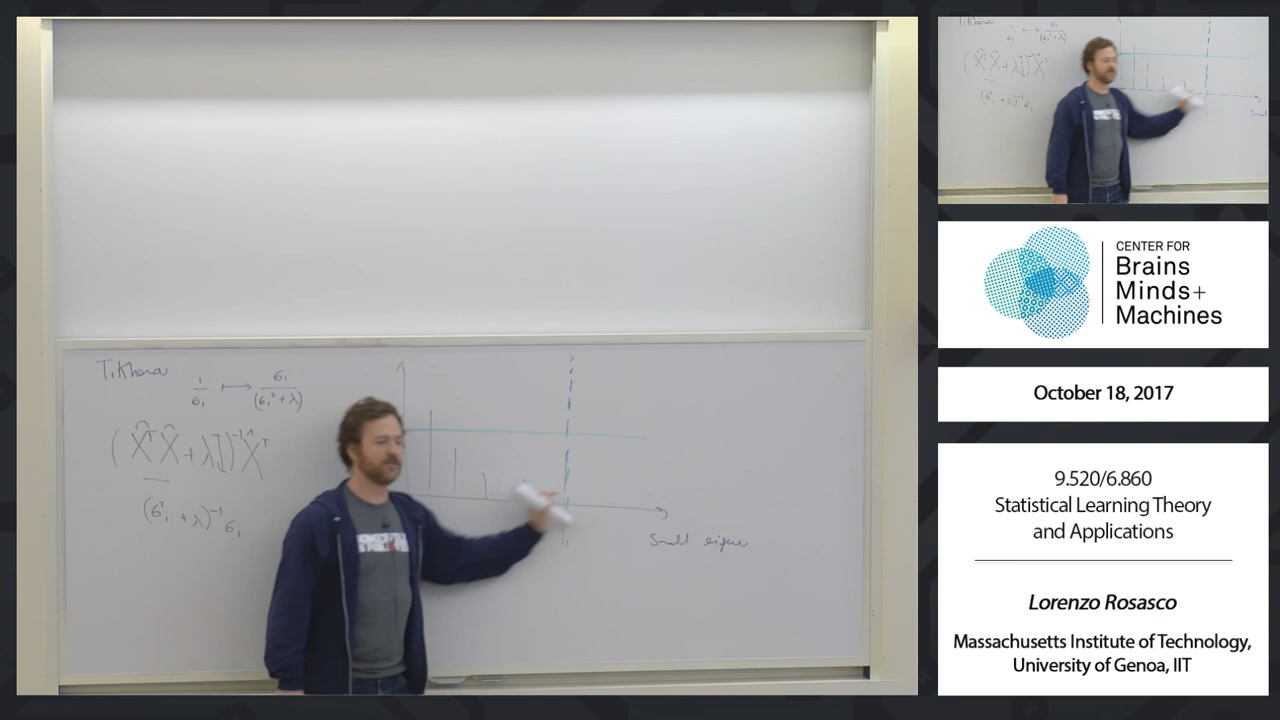 Tikhono
1/σi ↦ σi/(σi² + λ)
(X̂ᵀX̂ + λI)⁻¹X̂ᵀ
(σi² + λ)⁻¹σi
Small eigen
CENTER FOR
Brains
Minds+
Machines
October 18, 2017
9.520/6.860
Statistical Learning Theory
and Applications
Lorenzo Rosasco
Massachusetts Institute of Technology,
University of Genoa, IIT